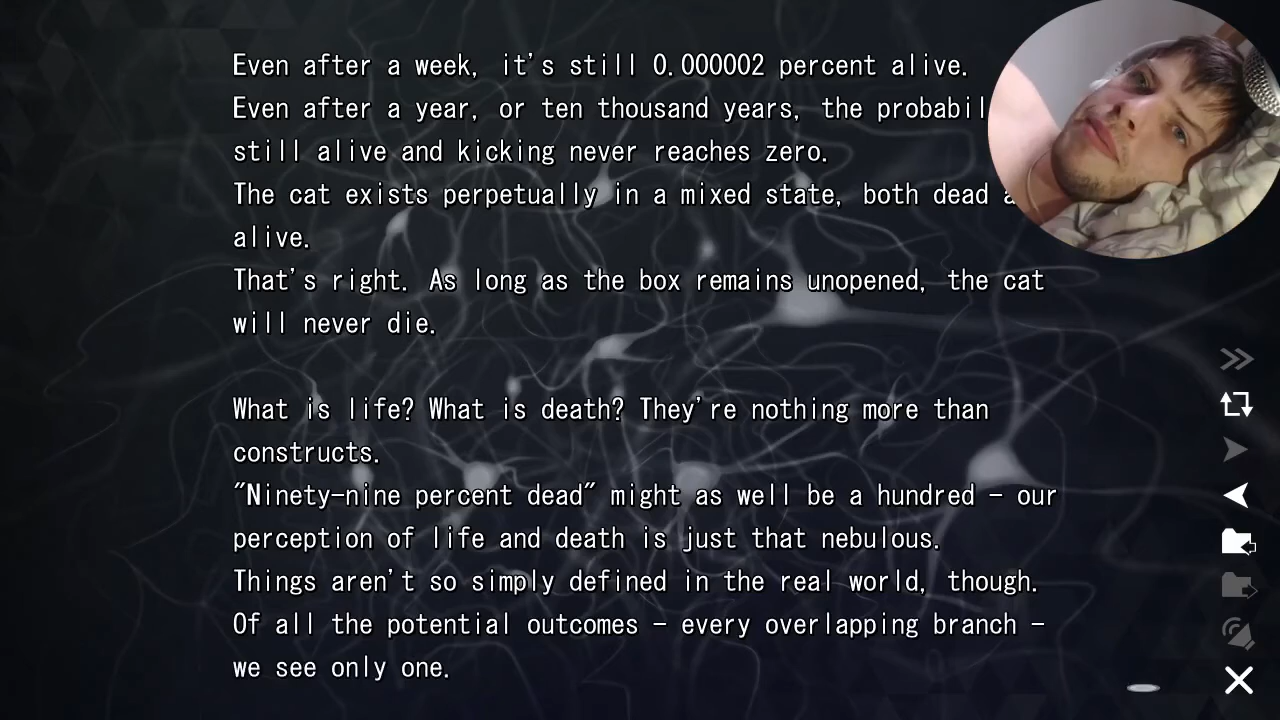 Even after a week, it's still 0.000002 percent alive.
Even after a year, or ten thousand years, the
still alive and kicking never reaches zero.
The cat exists perpetually in a mixed state, both dead
alive.
That's right. As long as the box remains unopened, the cat
will never die.
What is life? What is death? They're nothing more than
constructs.
"Ninety-nine percent dead" might as well be a hundred - our
perception of life and death is just that nebulous.
Things aren't so simply defined in the real world, though.
Of all the potential outcomes - every overlapping branch -
we see only one.